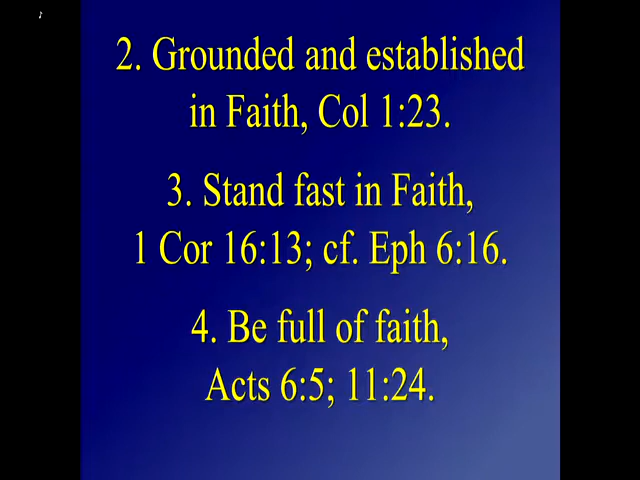 2. Grounded and established
in Faith, Col 1:23.
3. Stand fast in Faith,
1 Cor 16:13; cf. Eph 6:16.
4. Be full of faith,
Acts 6:5; 11:24.